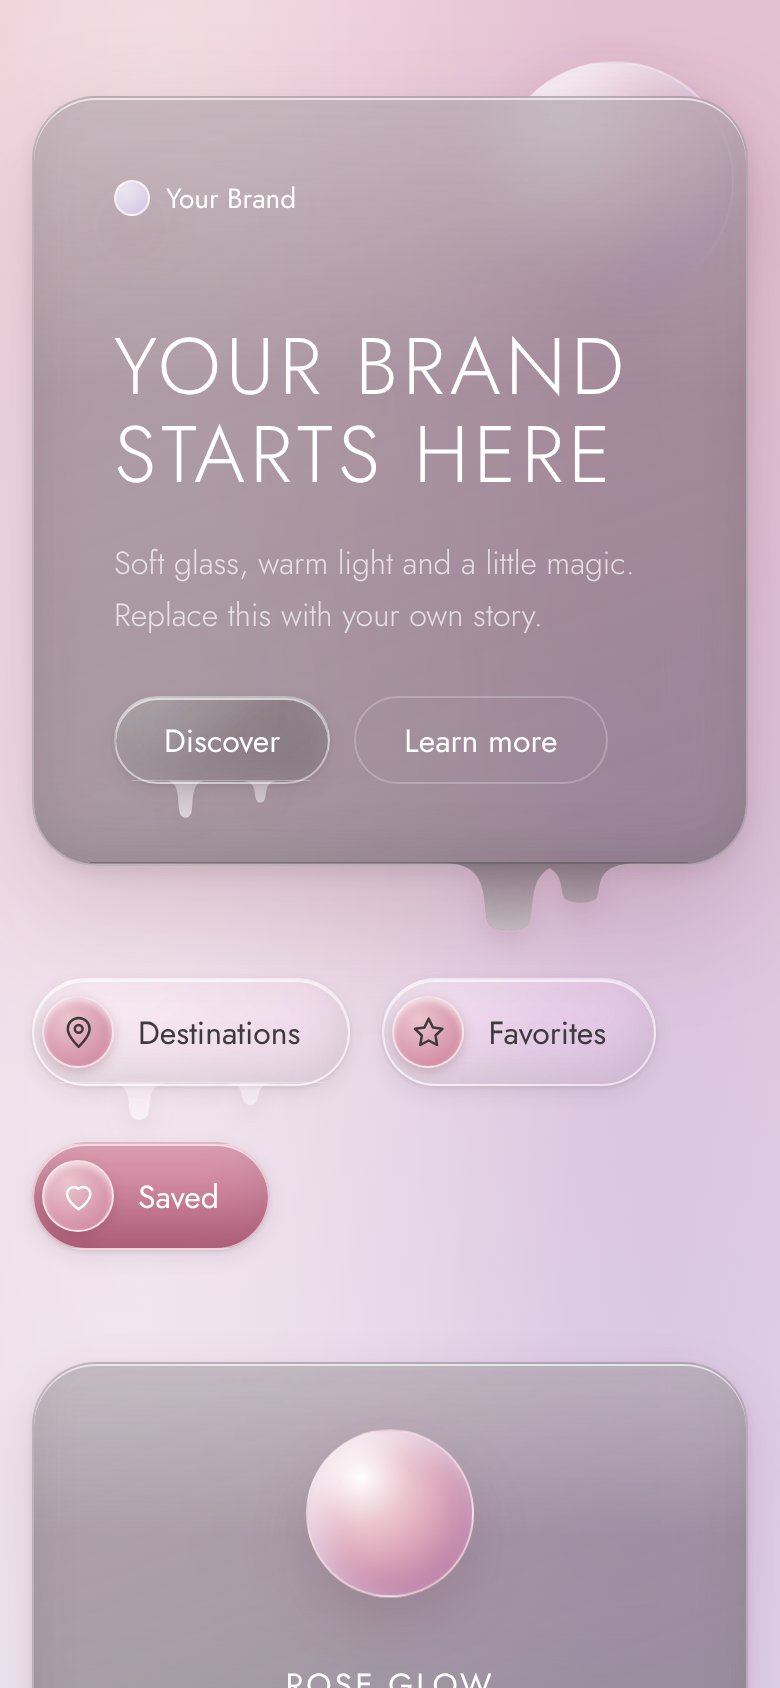 Your Brand
YOUR BRAND
STARTS HERE
Soft glass, warm light and a little magic.
Replace this with your own story.
Discover
Learn more
Destinations
Favorites
Saved
ROSE GLOW